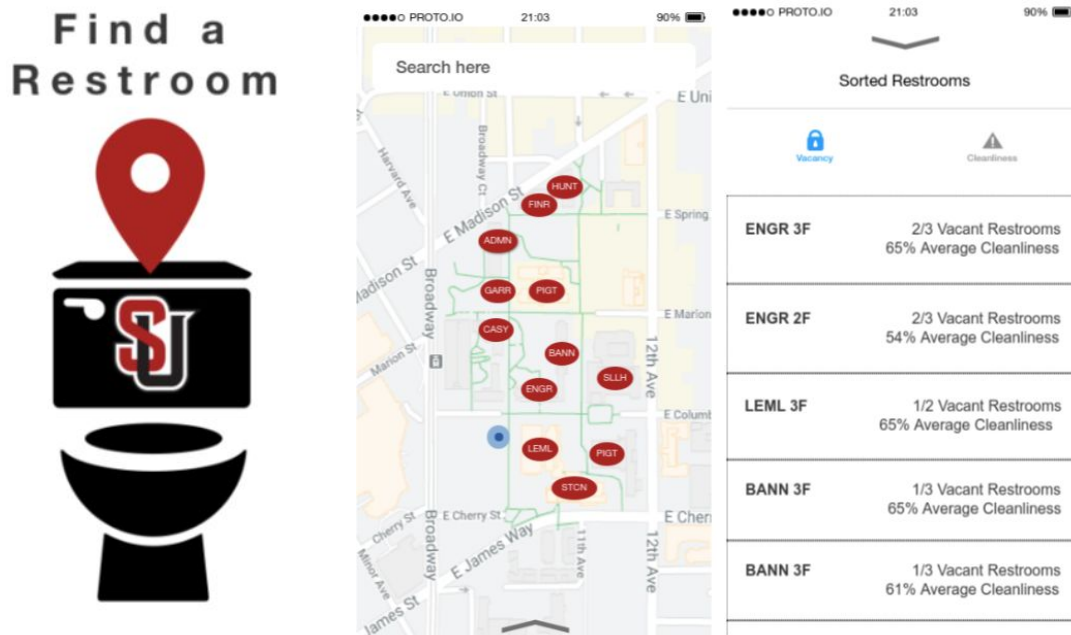 Find a
Restroom
SU
PROTO.IO
21:03
90%
Search here
E Union St
E Uni
Harvard Ave
Broadway Ct
HUNT
FINR
E Madison St
E Spring
ADMN
Madison St
Broadway
GARR
PIGT
E Marion
CASY
Marion St
BANN
12th Ave
SLLH
ENGR
E Columb
LEML
PIGT
STCN
E Cherry St
E Cherr
Cherry St
Broadway
E James Way
11th Ave
12th Ave
Minor Ave
James St
PROTO.IO
21:03
90%
Sorted Restrooms
Vacancy
Cleanliness
ENGR 3F
2/3 Vacant Restrooms
65% Average Cleanliness
ENGR 2F
2/3 Vacant Restrooms
54% Average Cleanliness
LEML 3F
1/2 Vacant Restrooms
65% Average Cleanliness
BANN 3F
1/3 Vacant Restrooms
65% Average Cleanliness
BANN 3F
1/3 Vacant Restrooms
61% Average Cleanliness